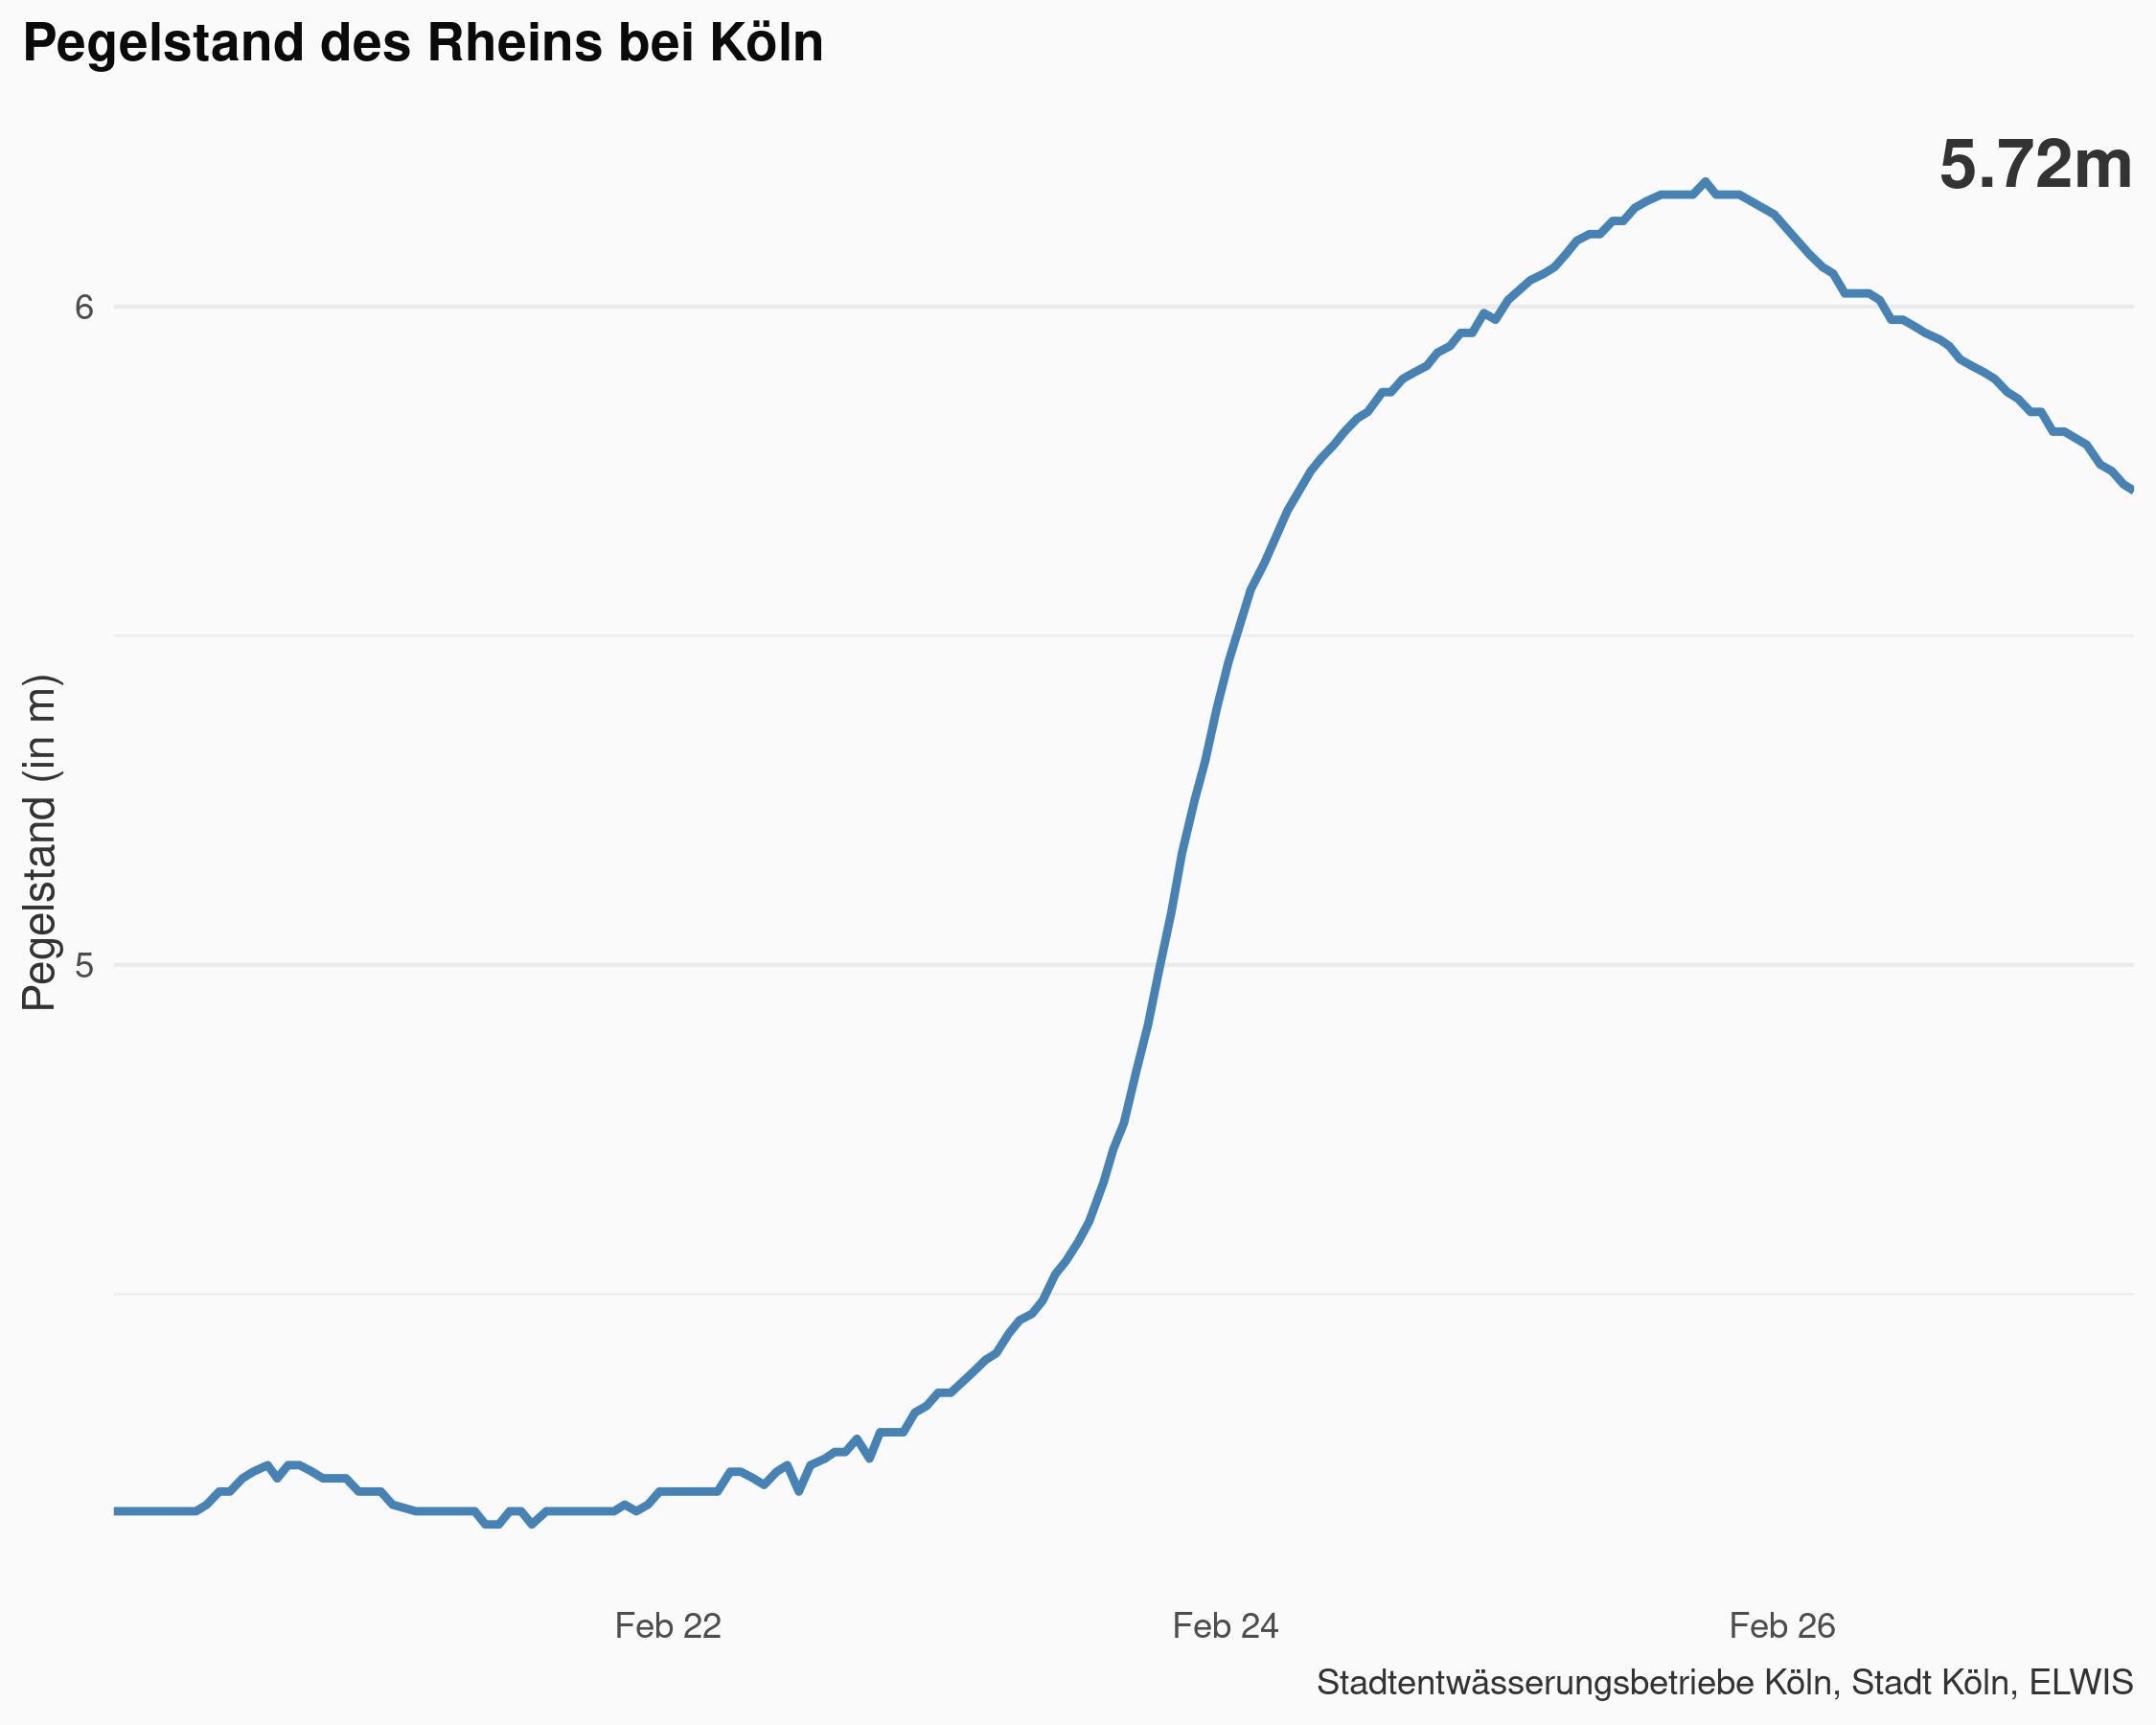 Pegelstand des Rheins bei Köln
5.72m
Pegelstand (in m)
6
5
Feb 22
Feb 24
Feb 26
Stadtentwässerungsbetriebe Köln, Stadt Köln, ELWIS